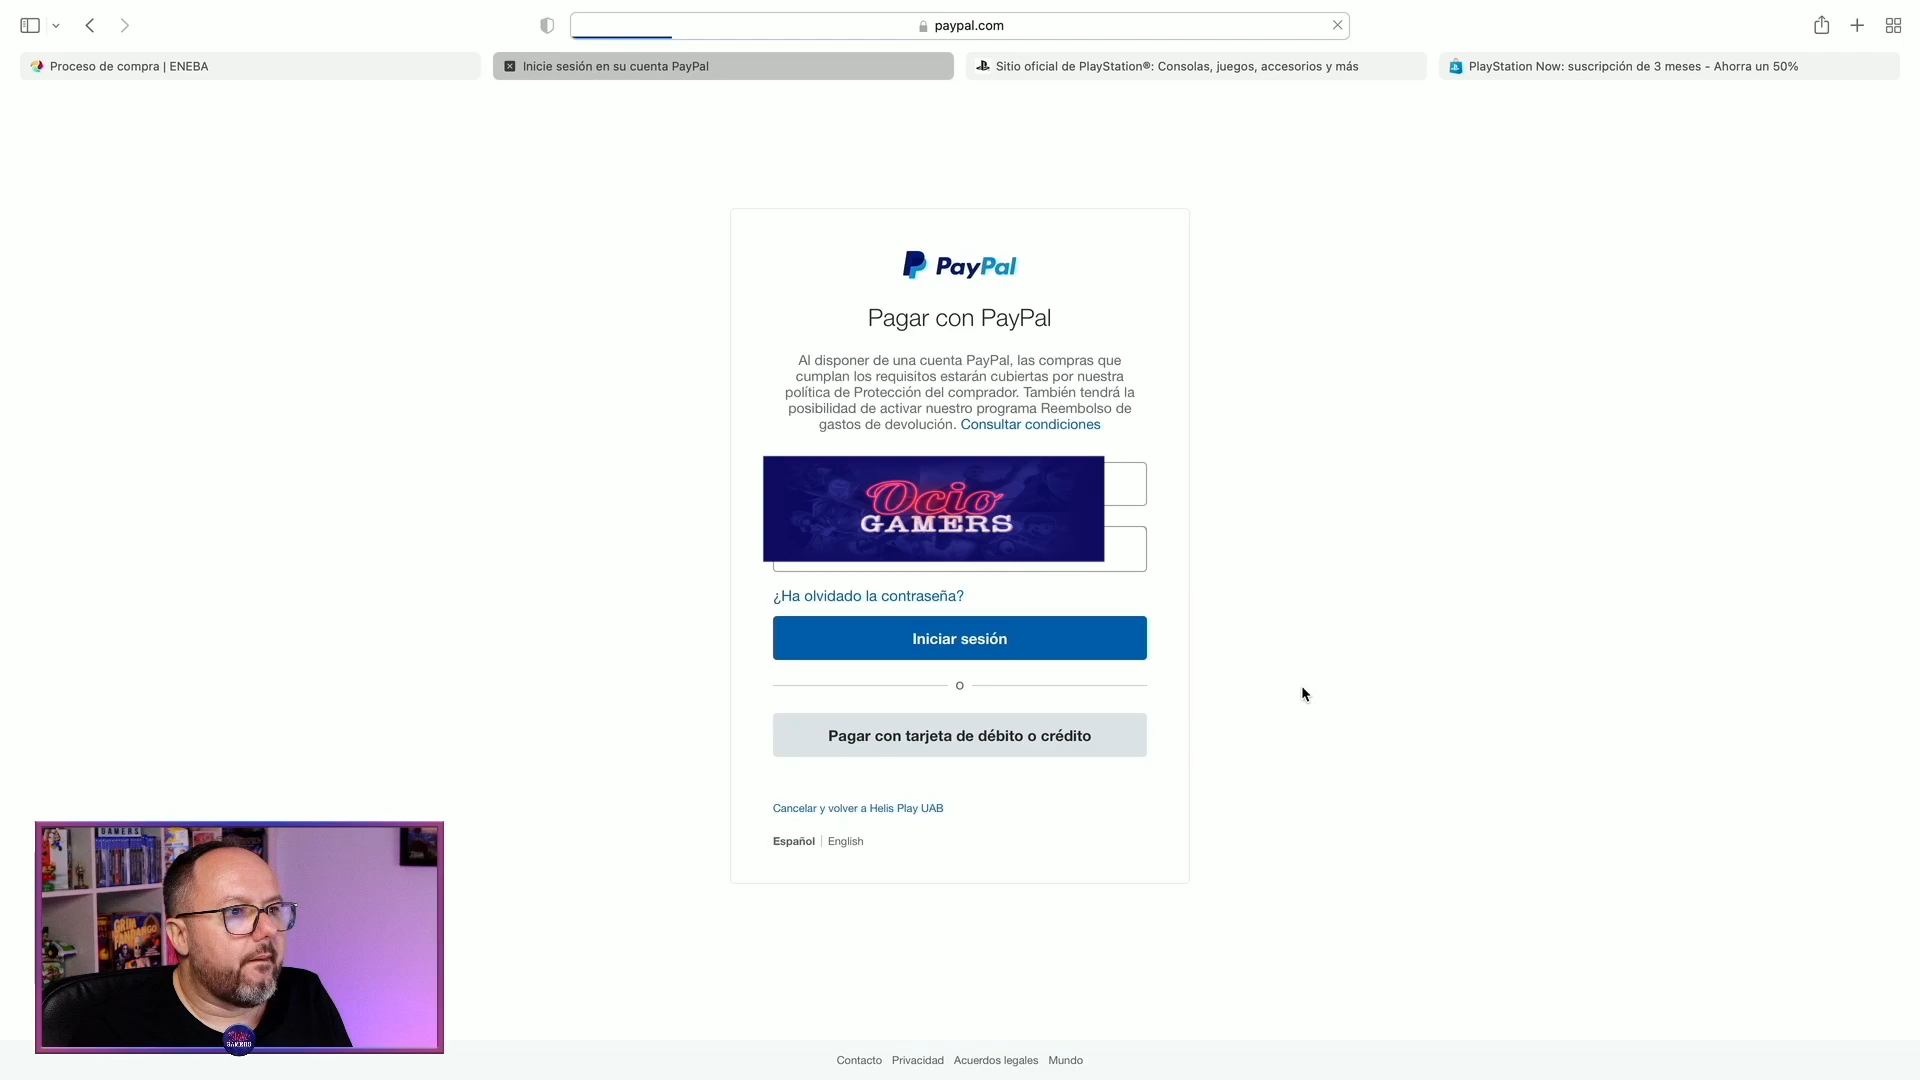 paypal.com
Proceso de compra | ENEBA
Inicie sesión en su cuenta PayPal
Sitio oficial de PlayStation®: Consolas, juegos, accesorios y más
PlayStation Now: suscripción de 3 meses - Ahorra un 50%
PayPal
Pagar con PayPal
Al disponer de una cuenta PayPal, las compras que
cumplan los requisitos estarán cubiertas por nuestra
política de Protección del comprador. También tendrá la
posibilidad de activar nuestro programa Reembolso de
gastos de devolución. Consultar condiciones
Ocio
GAMERS
¿Ha olvidado la contraseña?
Iniciar sesión
O
Pagar con tarjeta de débito o crédito
Cancelar y volver a Helis Play UAB
Español | English
GAMERS
GRIM
FANDANGO
Ocio
GAMERS
Contacto Privacidad Acuerdos legales Mundo